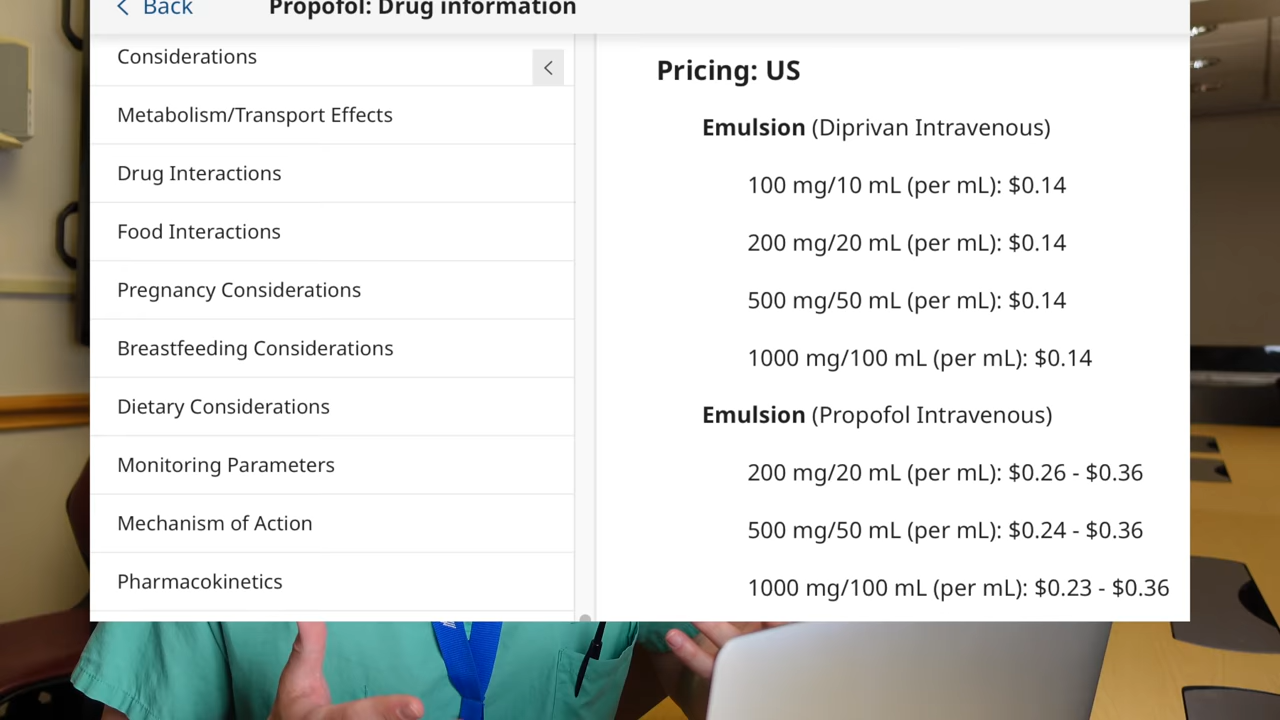 Back
Propofol: Drug information
Considerations
Metabolism/Transport Effects
Drug Interactions
Food Interactions
Pregnancy Considerations
Breastfeeding Considerations
Dietary Considerations
Monitoring Parameters
Mechanism of Action
Pharmacokinetics
Pricing: US
Emulsion (Diprivan Intravenous)
100 mg/10 mL (per mL): $0.14
200 mg/20 mL (per mL): $0.14
500 mg/50 mL (per mL): $0.14
1000 mg/100 mL (per mL): $0.14
Emulsion (Propofol Intravenous)
200 mg/20 mL (per mL): $0.26 - $0.36
500 mg/50 mL (per mL): $0.24 - $0.36
1000 mg/100 mL (per mL): $0.23 - $0.36